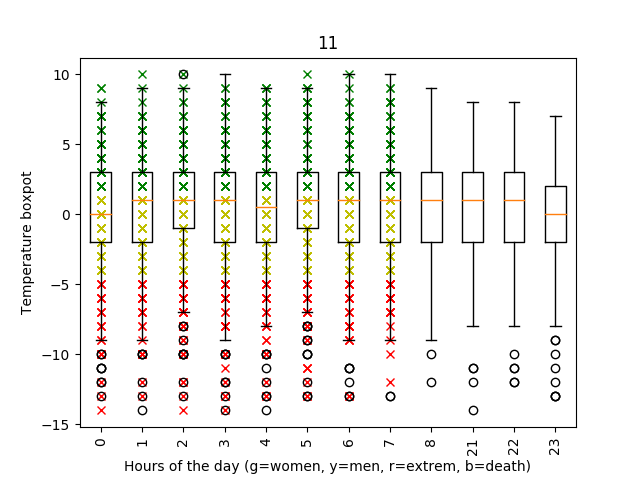 11
Temperature boxpot
10
5
0
−5
−10
−15
0 1 2 3 4 5 6 7 8 21 22 23
Hours of the day (g=women, y=men, r=extrem, b=death)